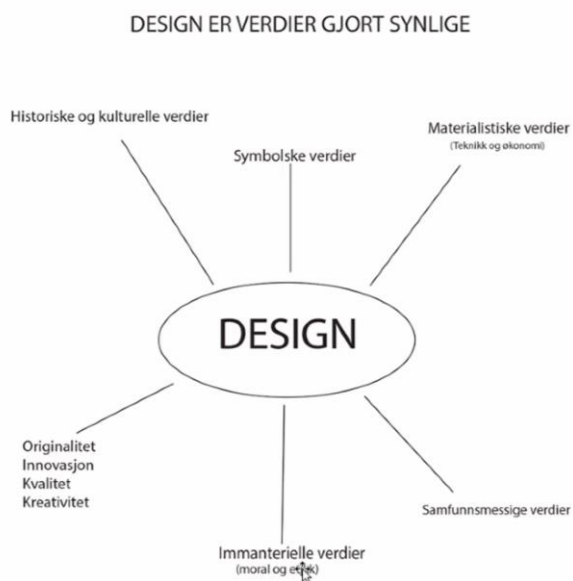 DESIGN ER VERDIER GJORT SYNLIGE
Historiske og kulturelle verdier
Materialistiske verdier
(Teknikk og økonomi)
Symbolske verdier
DESIGN
Originalitet
Innovasjon
Kvalitet
Kreativitet
Samfunnsmessige verdier
Immanterielle verdier
(moral og etikk)